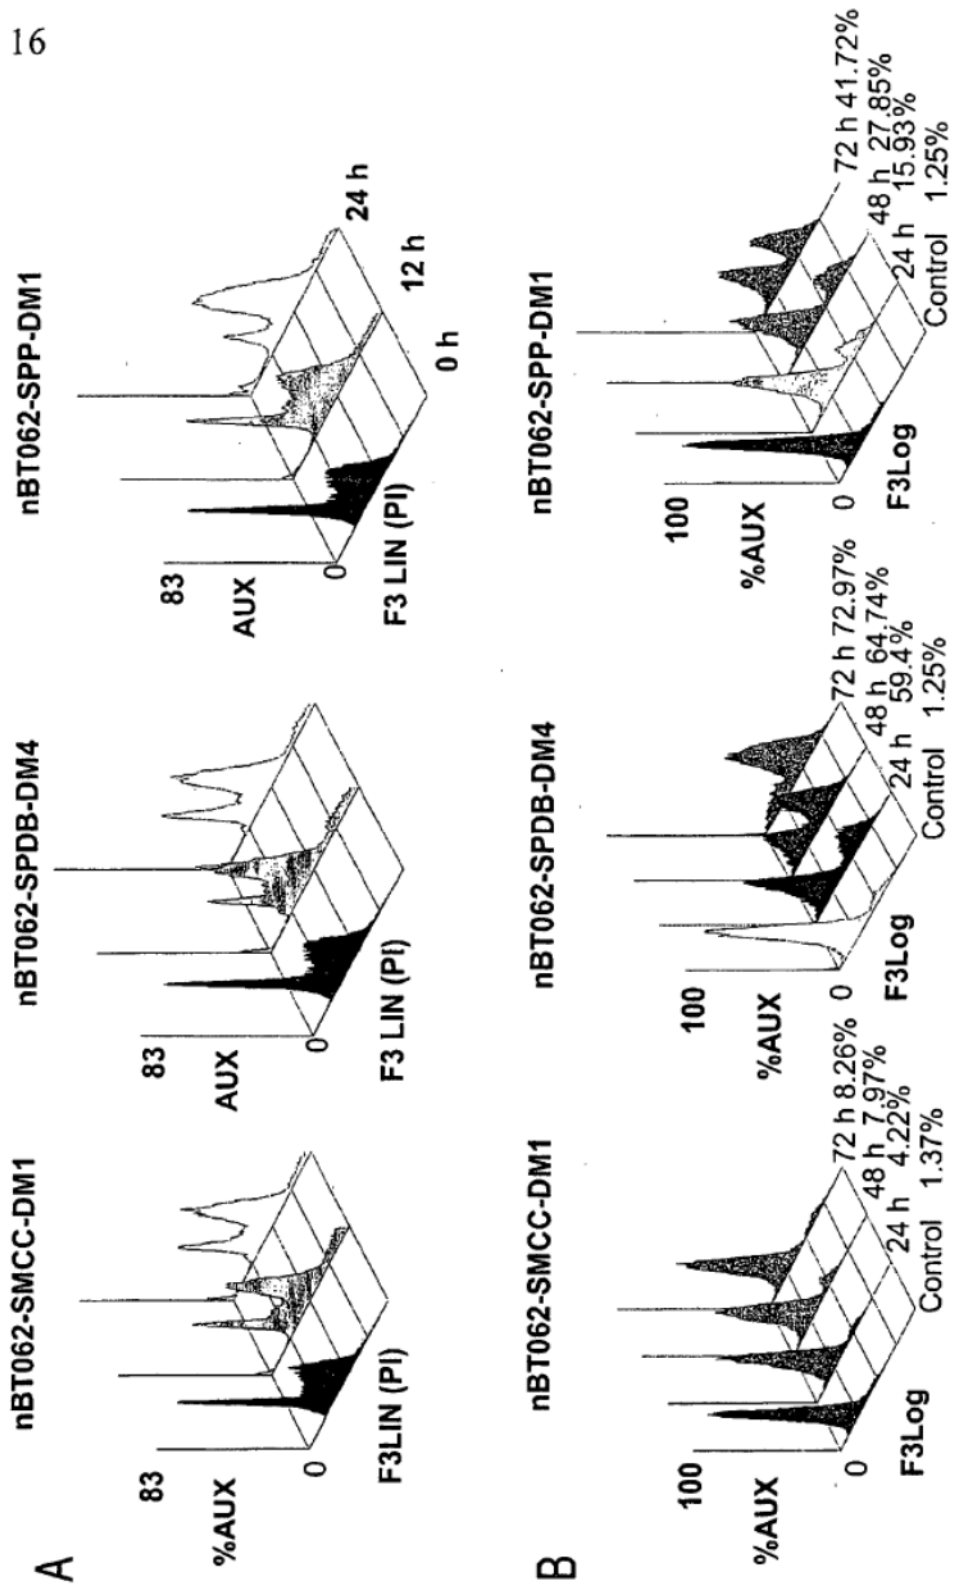 16
A
nBT062-SMCC-DM1
nBT062-SPDB-DM4
nBT062-SPP-DM1
83
%AUX
0
F3LIN (PI)
83
AUX
0
F3 LIN (PI)
83
AUX
0
F3 LIN (PI)
0 h
12 h
24 h
B
nBT062-SMCC-DM1
nBT062-SPDB-DM4
nBT062-SPP-DM1
100
%AUX
0
F3Log
72 h 8.26%
48 h 7.97%
24 h 4.22%
Control 1.37%
100
%AUX
0
F3Log
72 h 72.97%
48 h 64.74%
24 h 59.4%
Control 1.25%
100
%AUX
0
F3Log
72 h 41.72%
48 h 27.85%
24 h 15.93%
Control 1.25%